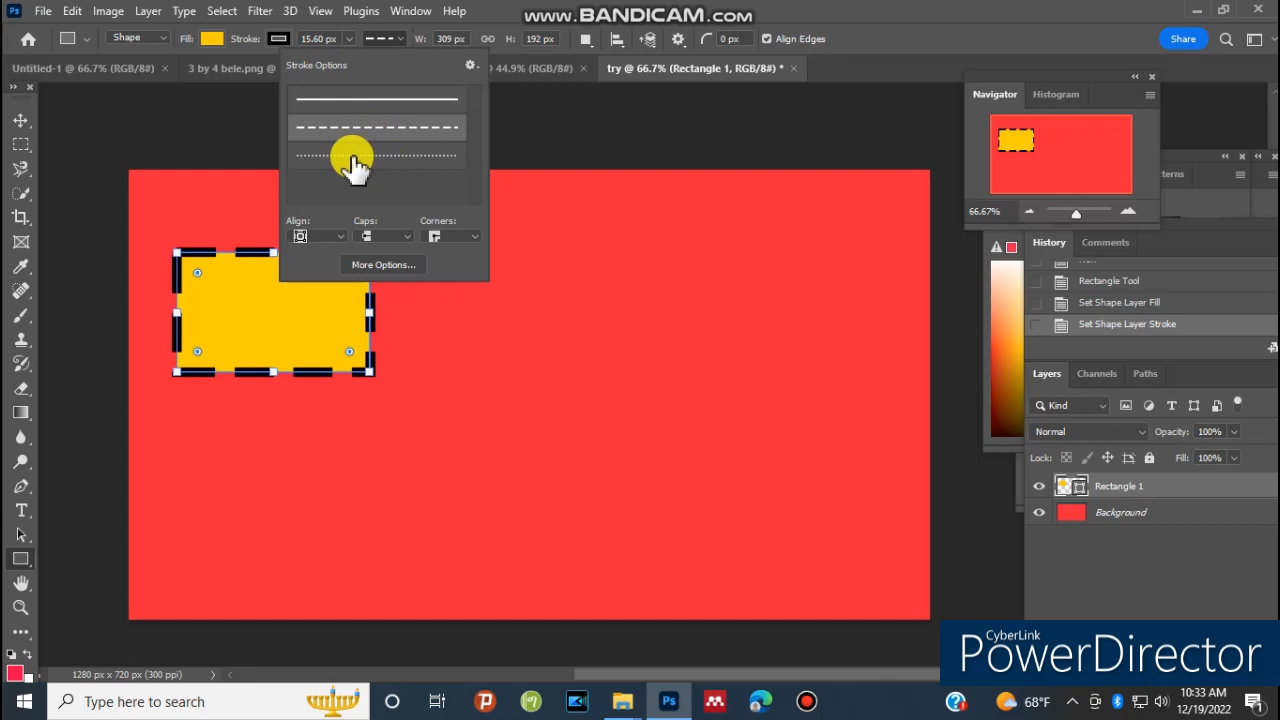 File Edit Image Layer Type Select Filter 3D View Plugins Window Help
www.BANDICAM.com
Shape Fill: Stroke: 15.60 px W: 309 px H: 192 px 0 px Align Edges Share
Untitled-1 @ 66.7% (RGB/8#) × 3 by 4 bele.png @ 44.9% (RGB/8#) × try @ 66.7% (Rectangle 1, RGB/8#) * ×
Stroke Options
Align: Caps: Corners:
More Options...
Navigator Histogram
66.67%
History Comments
Rectangle Tool
Set Shape Layer Fill
Set Shape Layer Stroke
Layers Channels Paths
Kind
Normal Opacity: 100%
Lock: Fill: 100%
Rectangle 1
Background
1280 px x 720 px (300 ppi)
CyberLink
PowerDirector
Type here to search
68°F
10:33 AM
12/19/2022